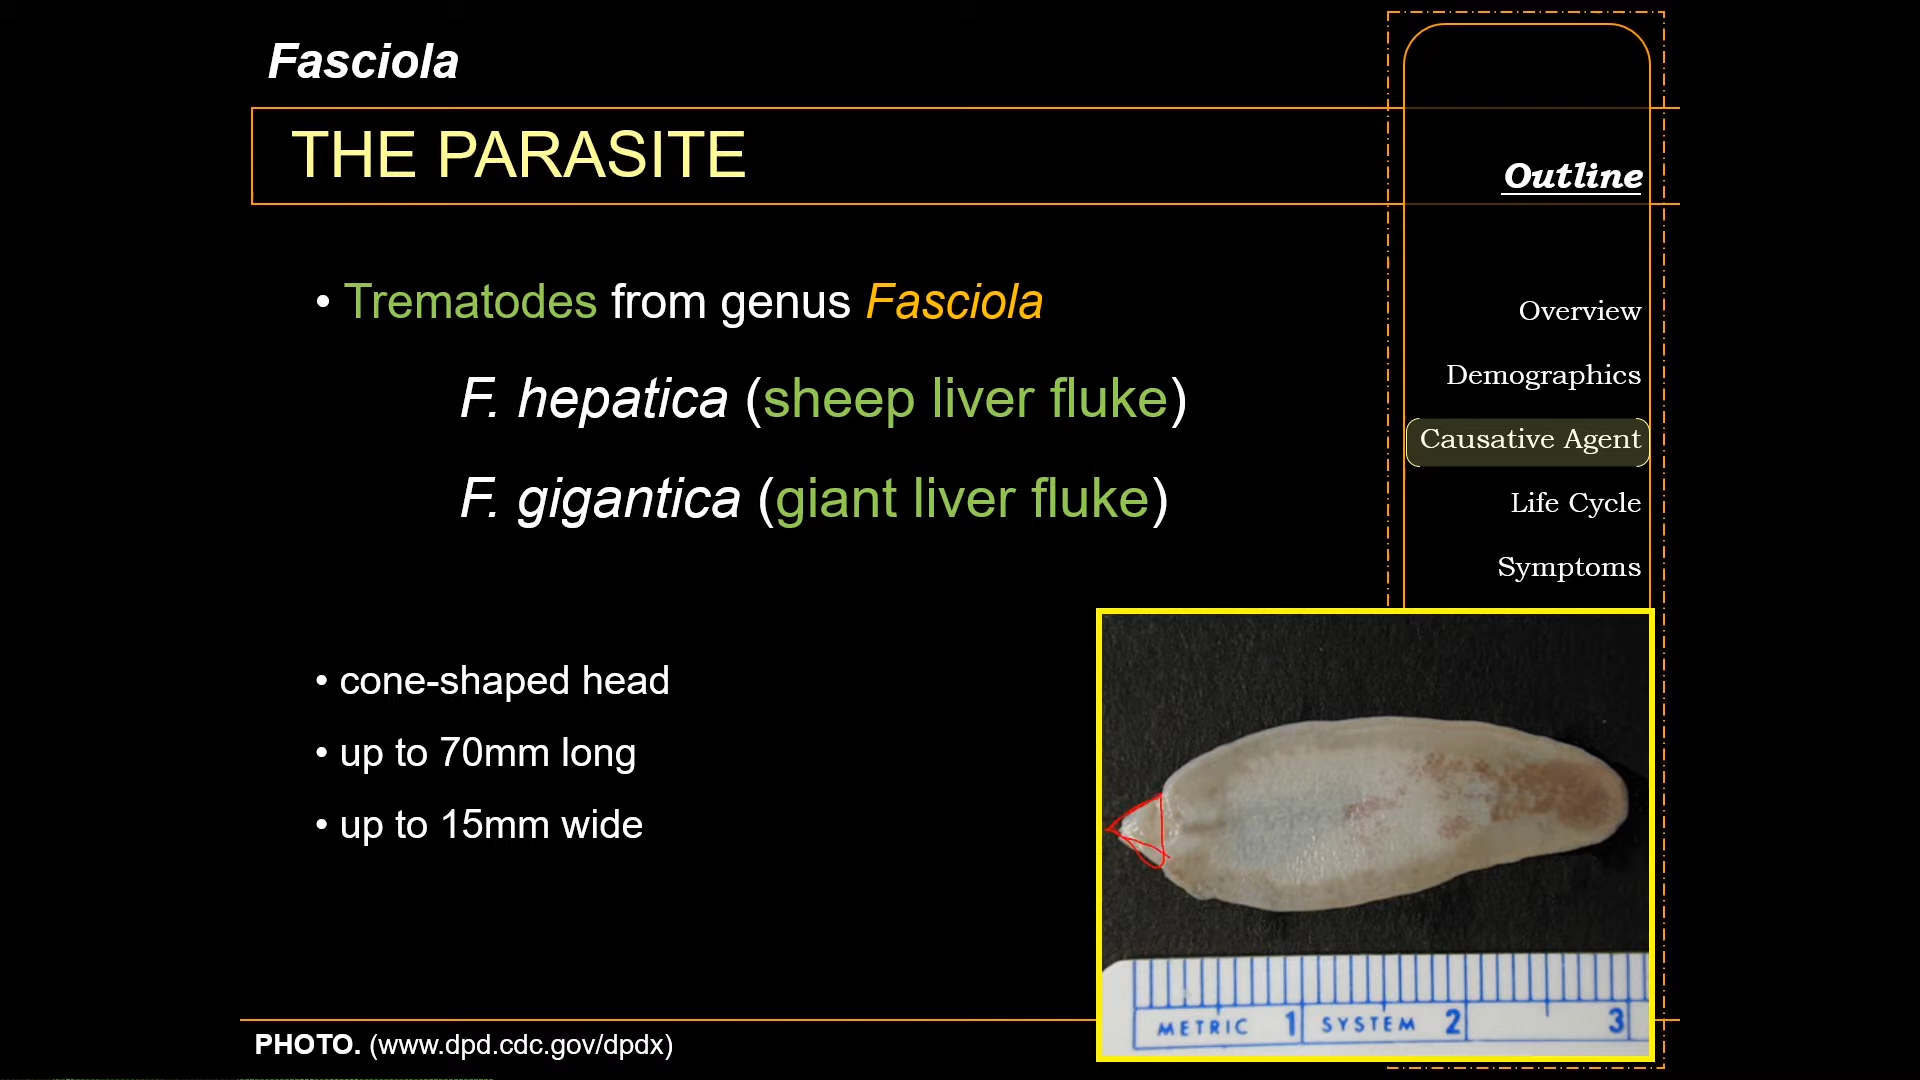 Fasciola
THE PARASITE
• Trematodes from genus Fasciola
F. hepatica (sheep liver fluke)
F. gigantica (giant liver fluke)
• cone-shaped head
• up to 70mm long
• up to 15mm wide
PHOTO. (www.dpd.cdc.gov/dpdx)
Outline
Overview
Demographics
Causative Agent
Life Cycle
Symptoms
METRIC 1 SYSTEM 2 3